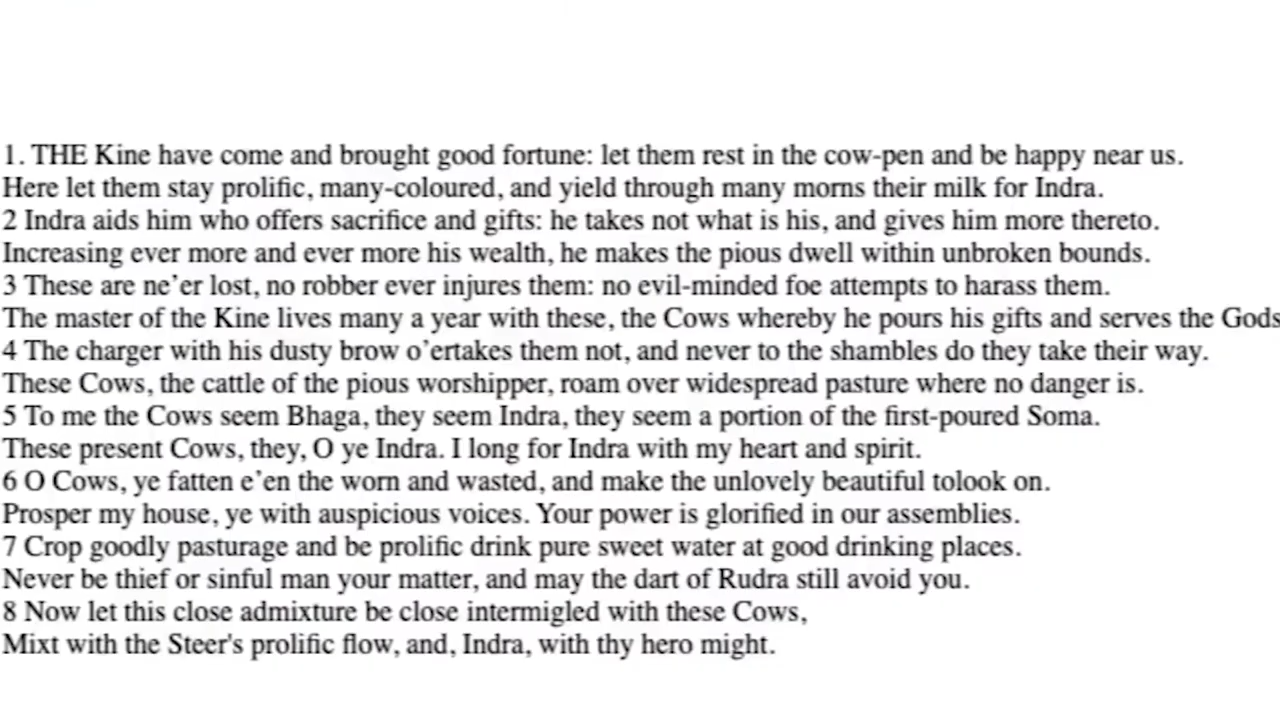 1. THE Kine have come and brought good fortune: let them rest in the cow-pen and be happy near us.
Here let them stay prolific, many-coloured, and yield through many morns their milk for Indra.
2 Indra aids him who offers sacrifice and gifts: he takes not what is his, and gives him more thereto.
Increasing ever more and ever more his wealth, he makes the pious dwell within unbroken bounds.
3 These are ne’er lost, no robber ever injures them: no evil-minded foe attempts to harass them.
The master of the Kine lives many a year with these, the Cows whereby he pours his gifts and serves the Gods
4 The charger with his dusty brow o’ertakes them not, and never to the shambles do they take their way.
These Cows, the cattle of the pious worshipper, roam over widespread pasture where no danger is.
5 To me the Cows seem Bhaga, they seem Indra, they seem a portion of the first-poured Soma.
These present Cows, they, O ye Indra. I long for Indra with my heart and spirit.
6 O Cows, ye fatten e’en the worn and wasted, and make the unlovely beautiful tolook on.
Prosper my house, ye with auspicious voices. Your power is glorified in our assemblies.
7 Crop goodly pasturage and be prolific drink pure sweet water at good drinking places.
Never be thief or sinful man your matter, and may the dart of Rudra still avoid you.
8 Now let this close admixture be close intermigled with these Cows,
Mixt with the Steer's prolific flow, and, Indra, with thy hero might.